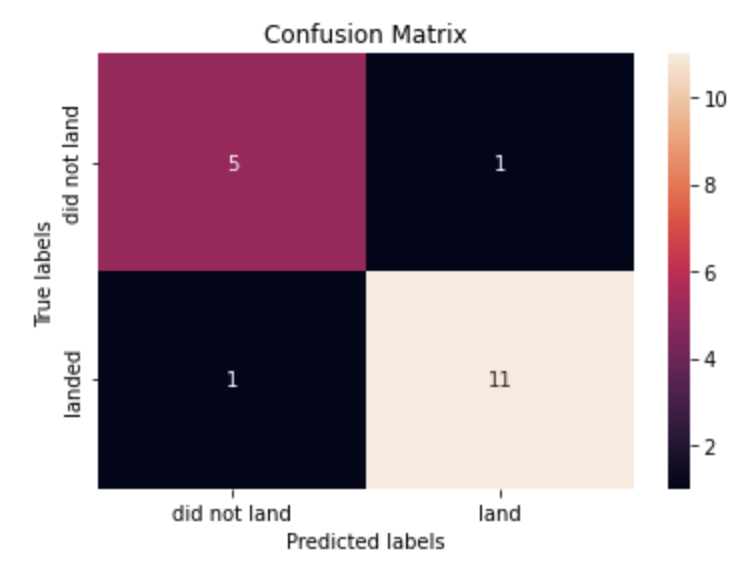 Confusion Matrix
True labels
did not land
landed
5
1
1
11
did not land
land
Predicted labels
10
8
6
4
2